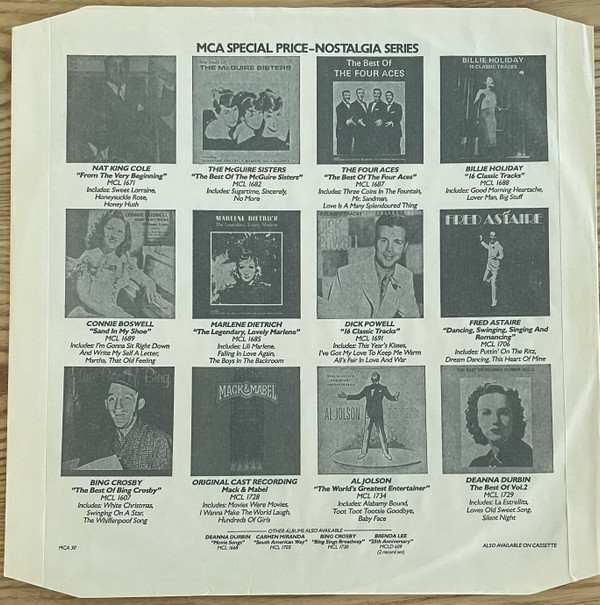 MCA SPECIAL PRICE–NOSTALGIA SERIES
THE McGUIRE SISTERS
The Best Of
THE FOUR ACES
BILLIE HOLIDAY
16 CLASSIC TRACKS
NAT KING COLE
"From The Very Beginning"
MCL 1671
Includes: Sweet Lorraine,
Honeysuckle Rose,
Honey Hush
THE McGUIRE SISTERS
"The Best Of The McGuire Sisters"
MCL 1682
Includes: Sugartime, Sincerely,
No More
THE FOUR ACES
"The Best Of The Four Aces"
MCL 1687
Includes: Three Coins In The Fountain,
Mr. Sandman,
Love Is A Many Splendoured Thing
BILLIE HOLIDAY
"16 Classic Tracks"
MCL 1688
Includes: Good Morning Heartache,
Lover Man, Big Stuff
CONNIE BOSWELL
MARLENE DIETRICH
The Legendary, Lovely Marlene
FRED ASTAIRE
CONNIE BOSWELL
"Sand In My Shoe"
MCL 1689
Includes: I'm Gonna Sit Right Down
And Write My Self A Letter,
Martha, That Old Feeling
MARLENE DIETRICH
"The Legendary, Lovely Marlene"
MCL 1685
Includes: Lili Marlene,
Falling In Love Again,
The Boys In The Backroom
DICK POWELL
"16 Classic Tracks"
MCL 1691
Includes: This Year's Kisses,
I've Got My Love To Keep Me Warm
All's Fair In Love And War
FRED ASTAIRE
"Dancing, Swinging, Singing And
Romancing"
MCL 1706
Includes: Puttin' On The Ritz,
Dream Dancing, This Heart Of Mine
Bing
MACK & MABEL
AL JOLSON
THE BEST OF DEANNA DURBIN VOL. 2
BING CROSBY
"The Best Of Bing Crosby"
MCL 1607
Includes: White Christmas,
Swinging On A Star,
The Whiffenpoof Song
ORIGINAL CAST RECORDING
Mack & Mabel
MCL 1728
Includes: Movies Were Movies,
I Wanna Make The World Laugh,
Hundreds Of Girls
AL JOLSON
"The World's Greatest Entertainer"
MCL 1734
Includes: Alabamy Bound,
Toot Toot Tootsie Goodbye,
Baby Face
DEANNA DURBIN
The Best Of Vol.2
MCL 1729
Includes: La Estrellita,
Loves Old Sweet Song,
Silent Night
OTHER ALBUMS ALSO AVAILABLE
DEANNA DURBIN
"Movie Songs"
MCL 1668
CARMEN MIRANDA
"South American Way"
MCL 1703
BING CROSBY
"Bing Sings Broadway"
MCL 1730
BRENDA LEE
"25th Anniversary"
MCLD 609
(2 record set)
MCA 30
ALSO AVAILABLE ON CASSETTE